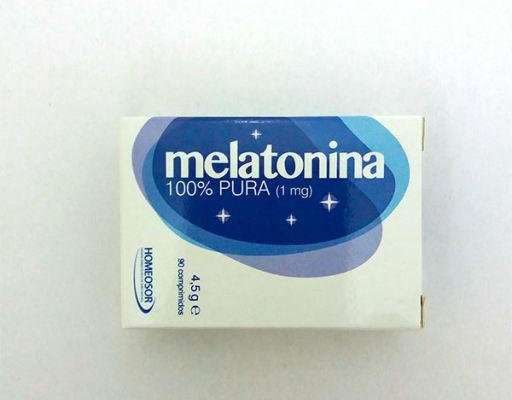 melatonina
100% PURA (1 mg)
HOMEOSOR
4,5 g e
90 comprimidos